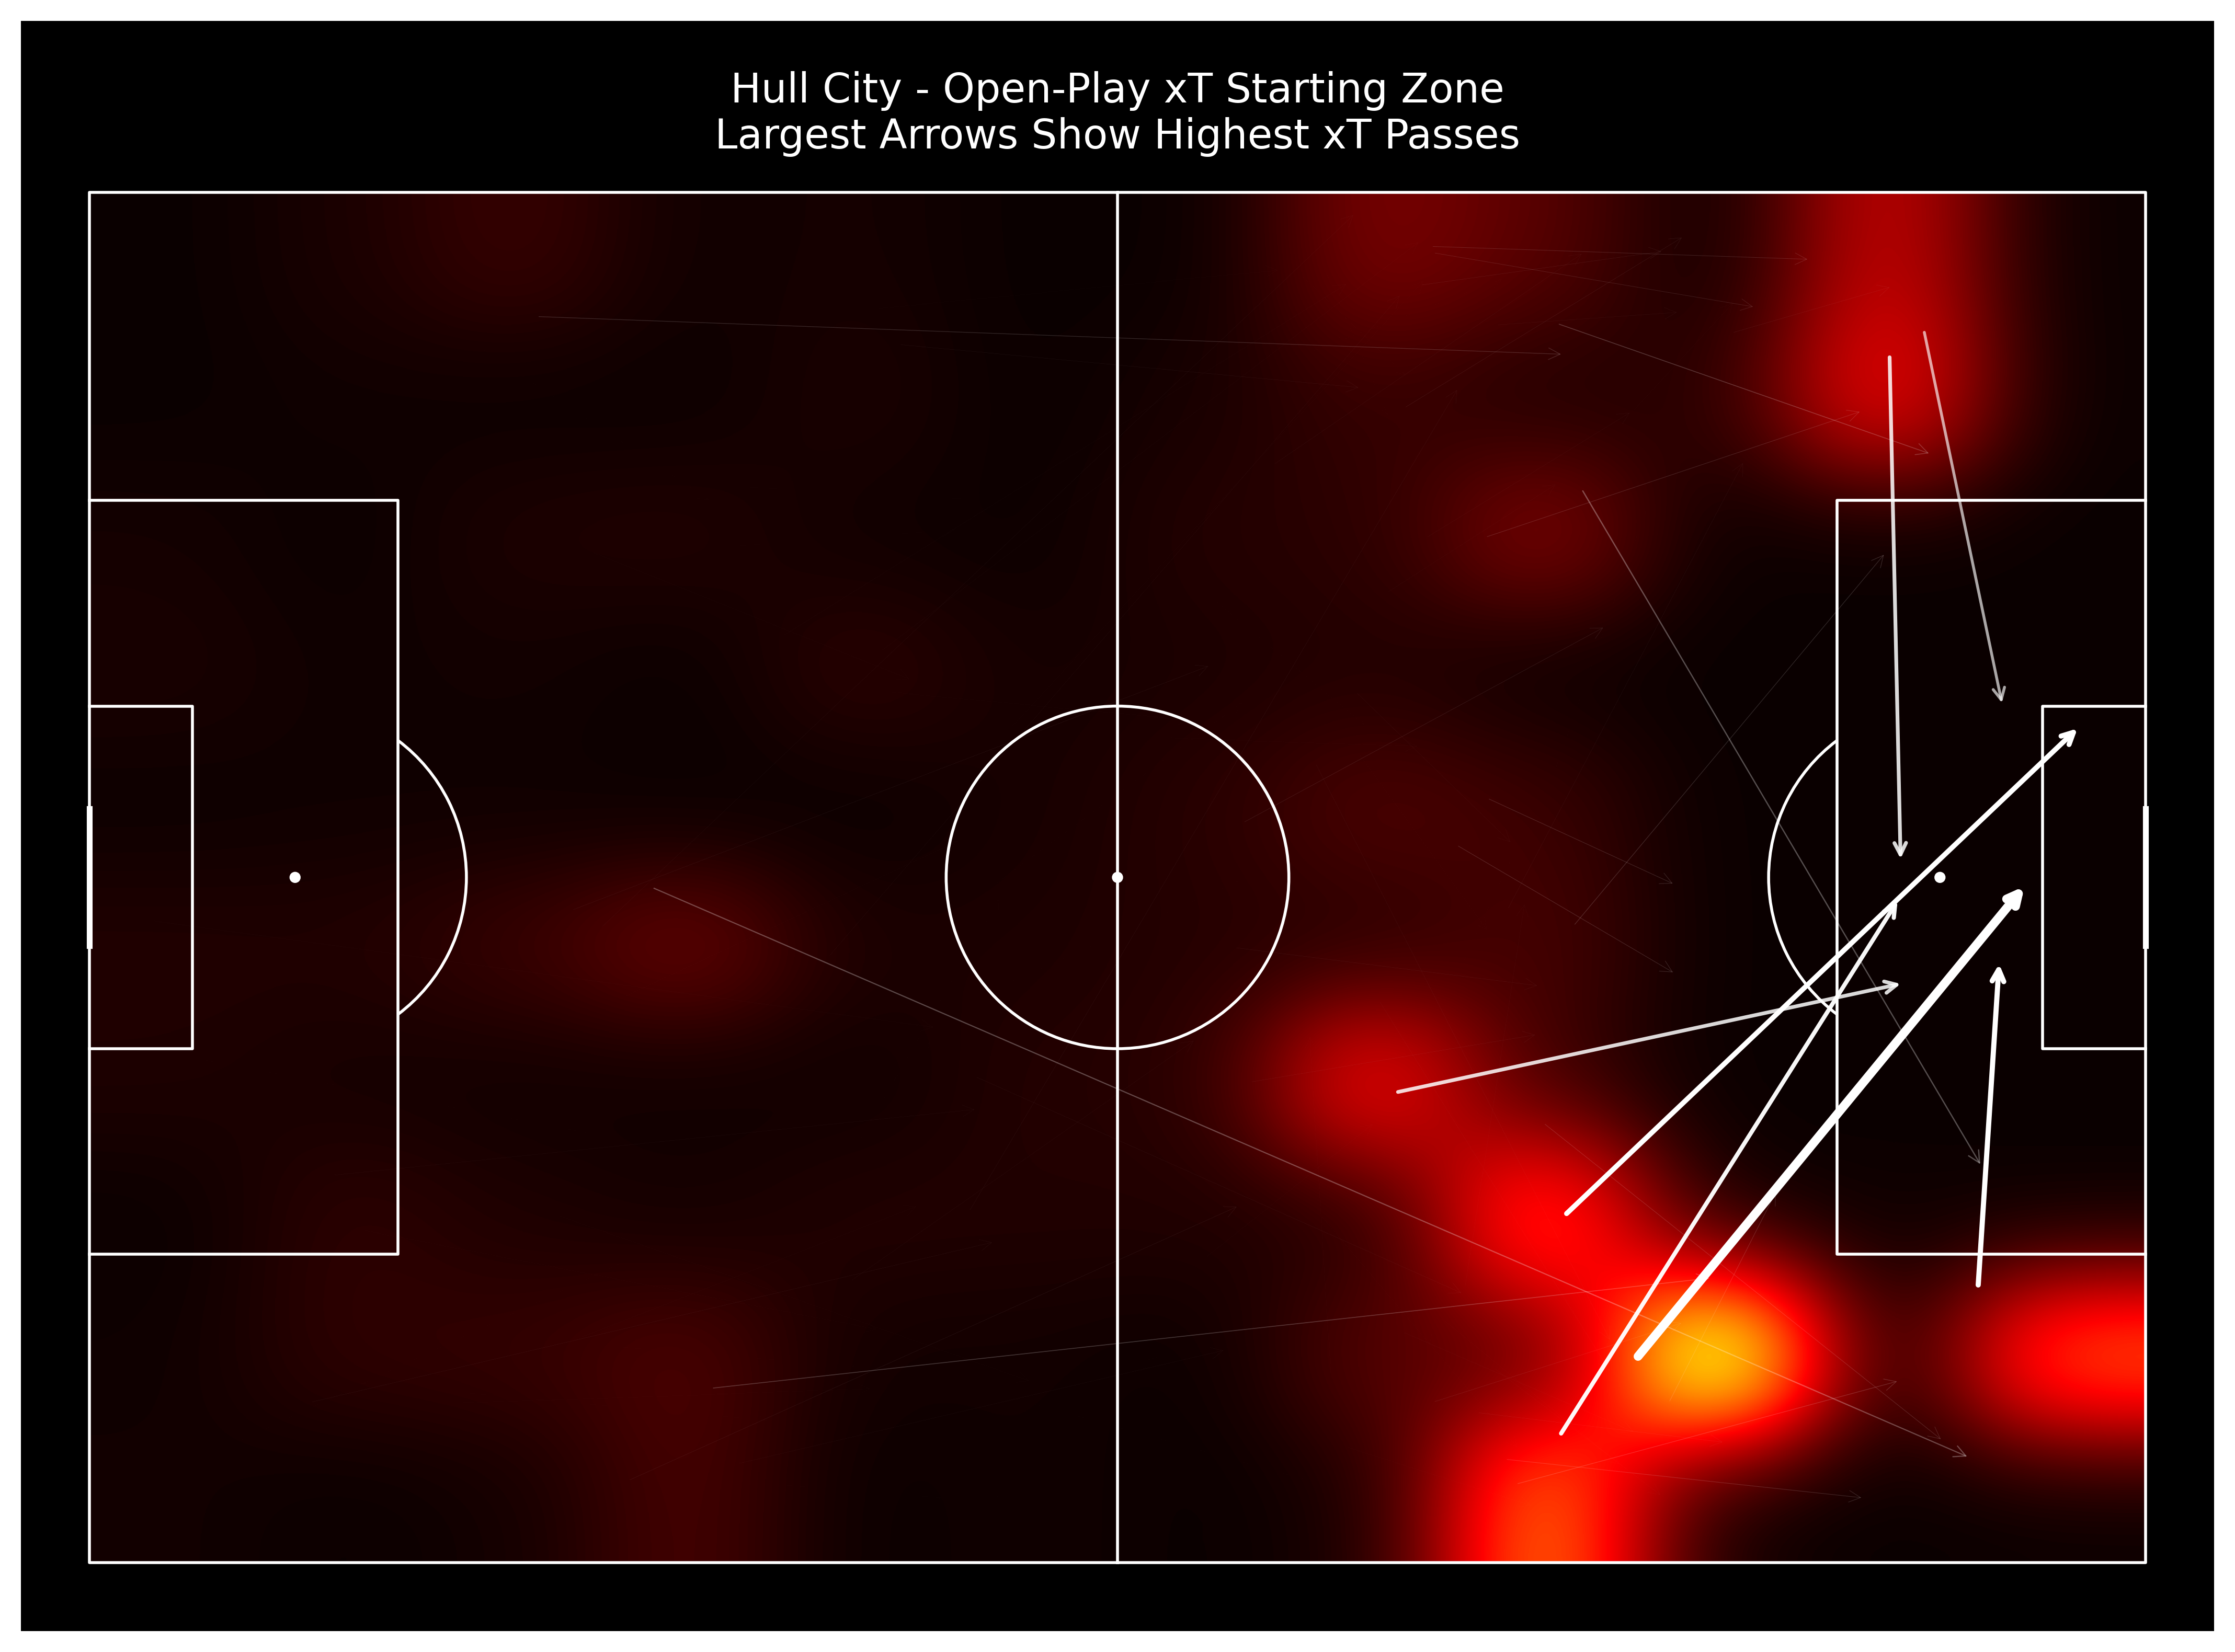 Hull City - Open-Play xT Starting Zone
Largest Arrows Show Highest xT Passes